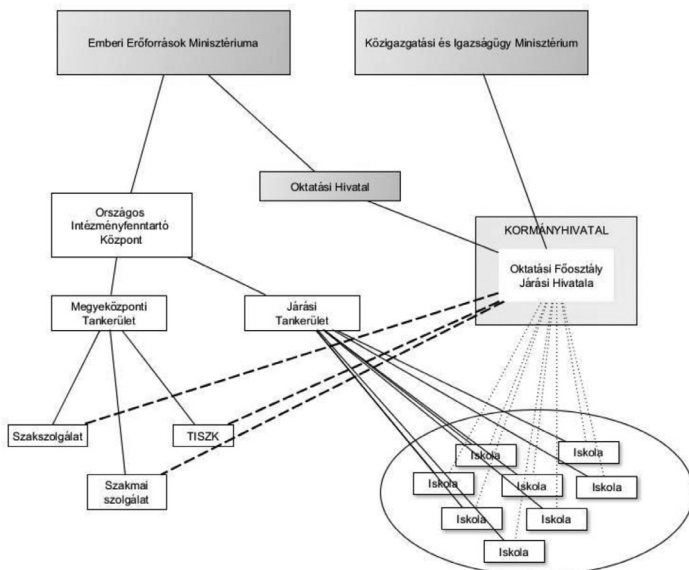 Emberi Erőforrások Minisztériuma
Közigazgatási és Igazságügy Minisztérium
Oktatási Hivatal
Országos
Intézményfenntartó
Központ
KORMÁNYHIVATAL
Oktatási Főosztály
Járási Hivatala
Megyeközponti
Tankerület
Járási
Tankerület
Szakszolgálat
TISZK
Szakmai
szolgálat
Iskola
Iskola
Iskola
Iskola
Iskola
Iskola
Iskola
Iskola